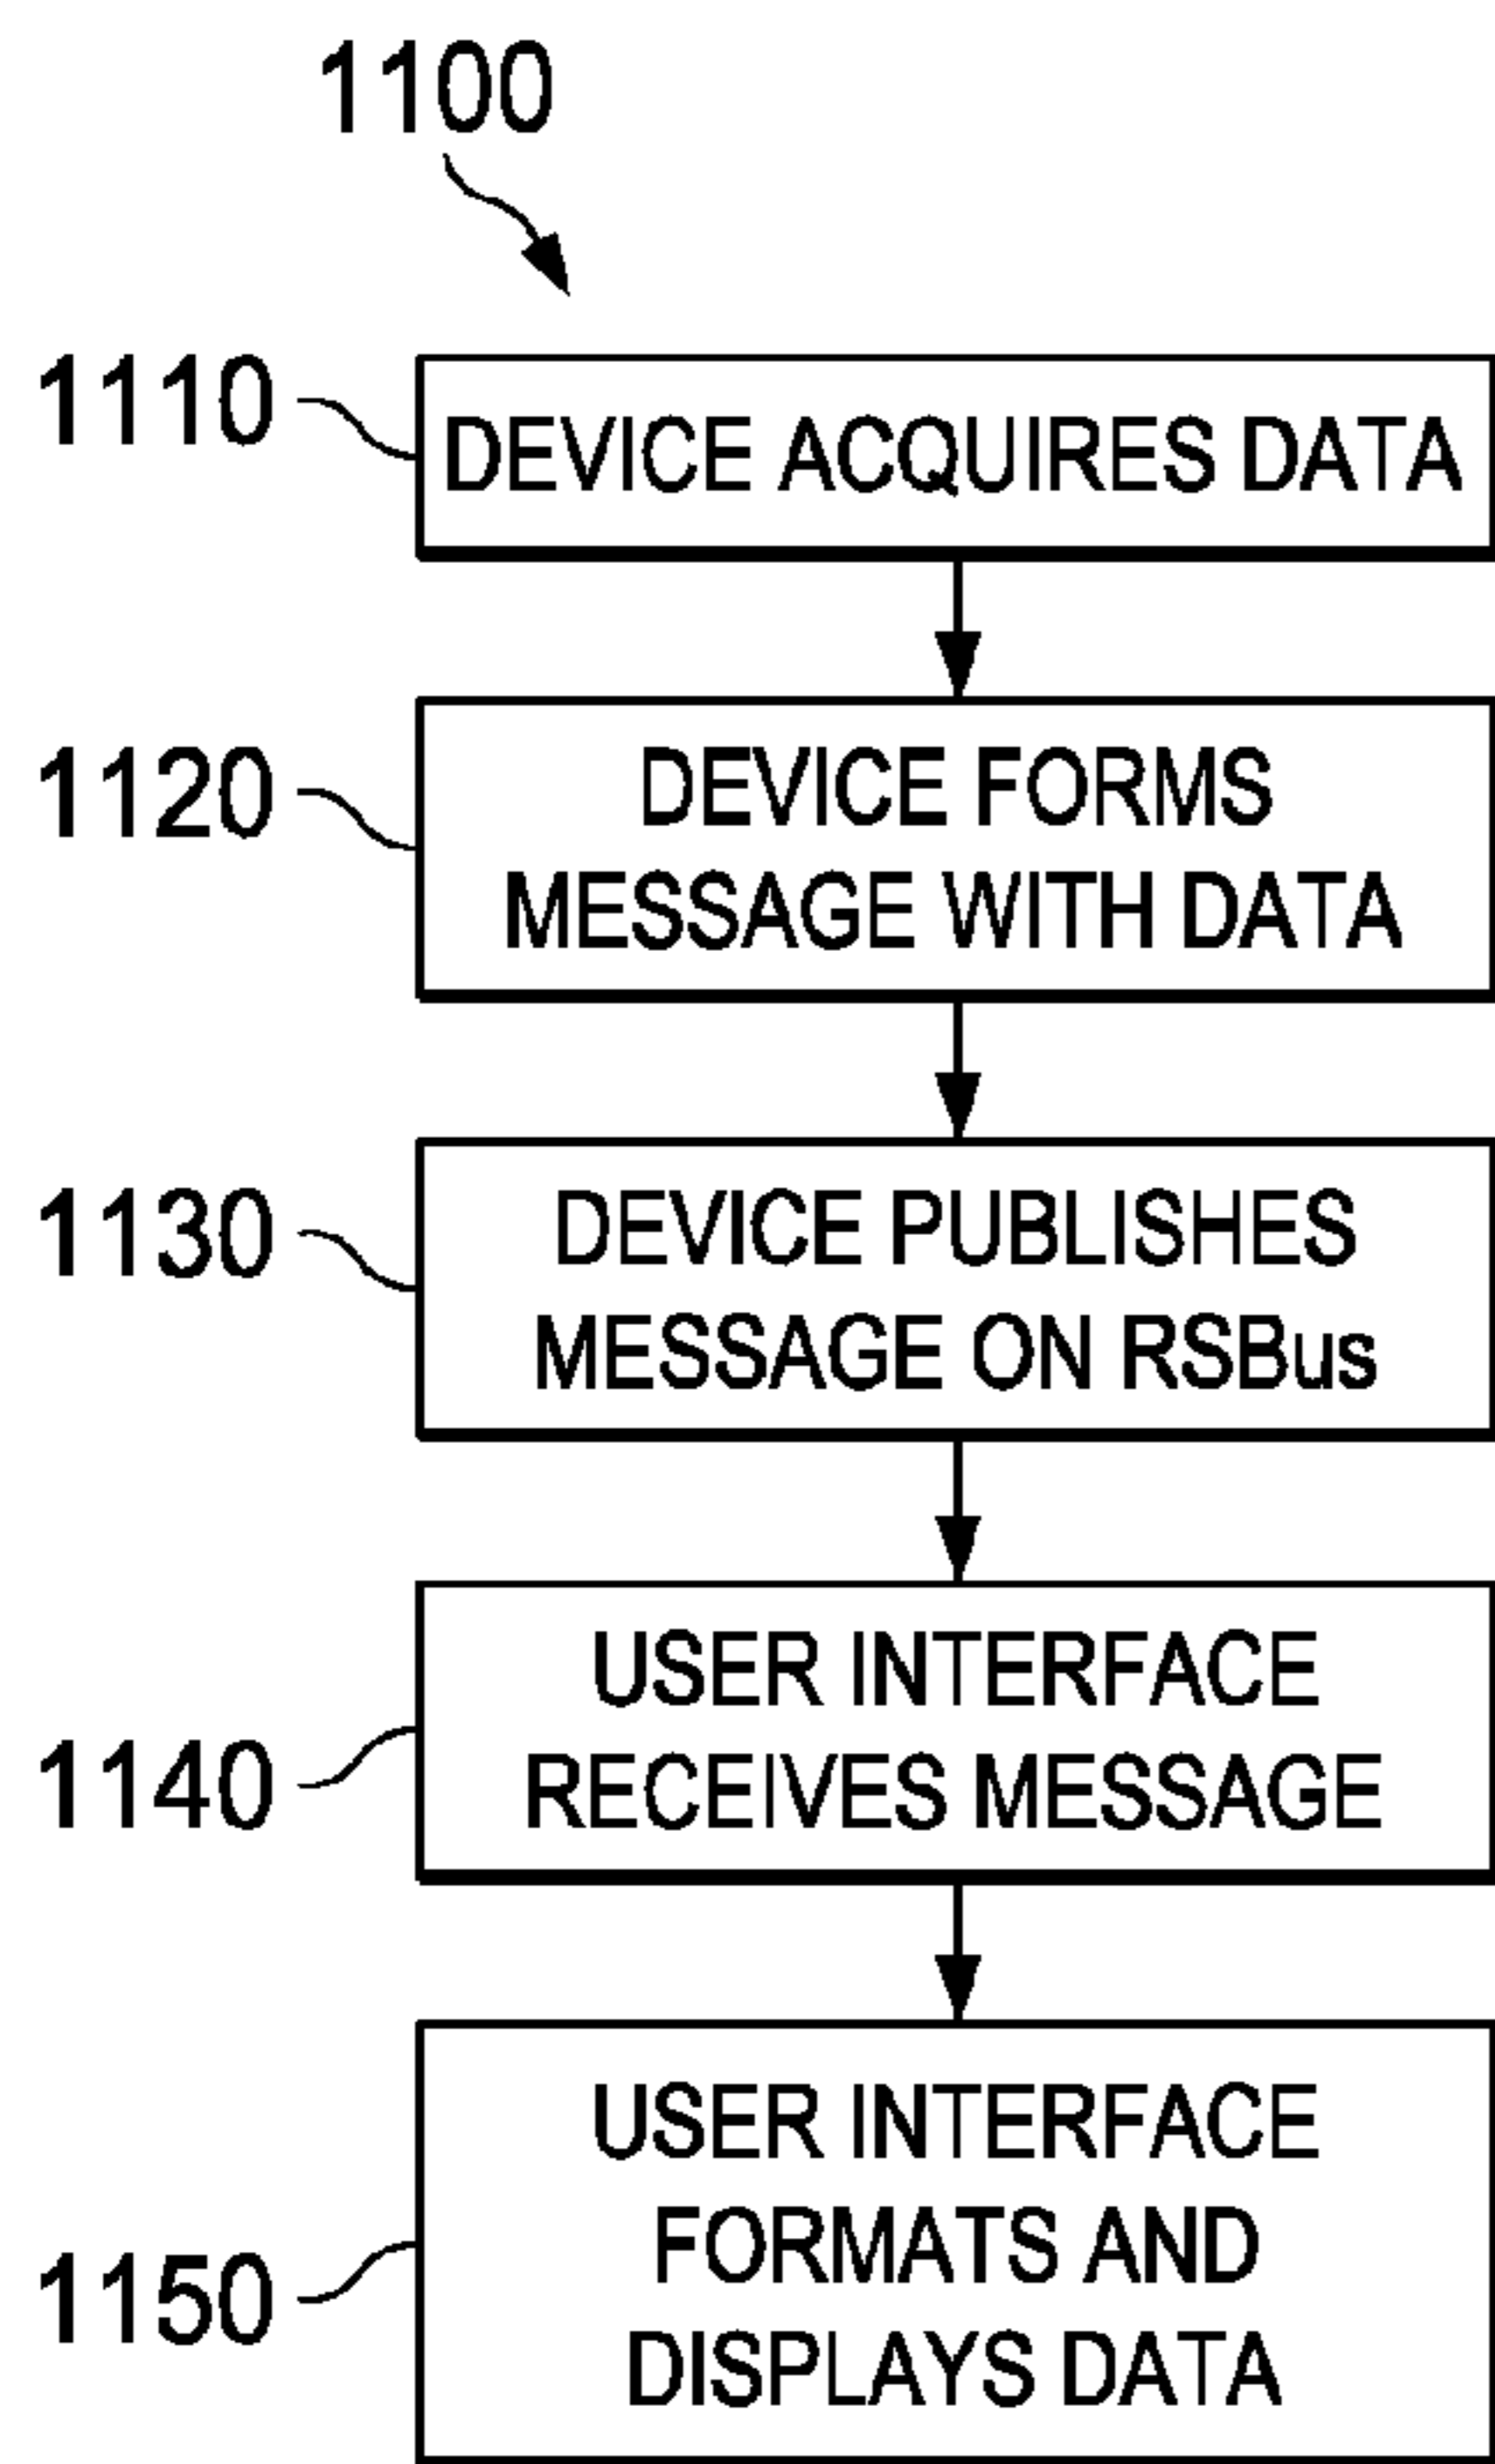 1100
1110
DEVICE ACQUIRES DATA
1120
DEVICE FORMS
MESSAGE WITH DATA
1130
DEVICE PUBLISHES
MESSAGE ON RSBus
1140
USER INTERFACE
RECEIVES MESSAGE
1150
USER INTERFACE
FORMATS AND
DISPLAYS DATA